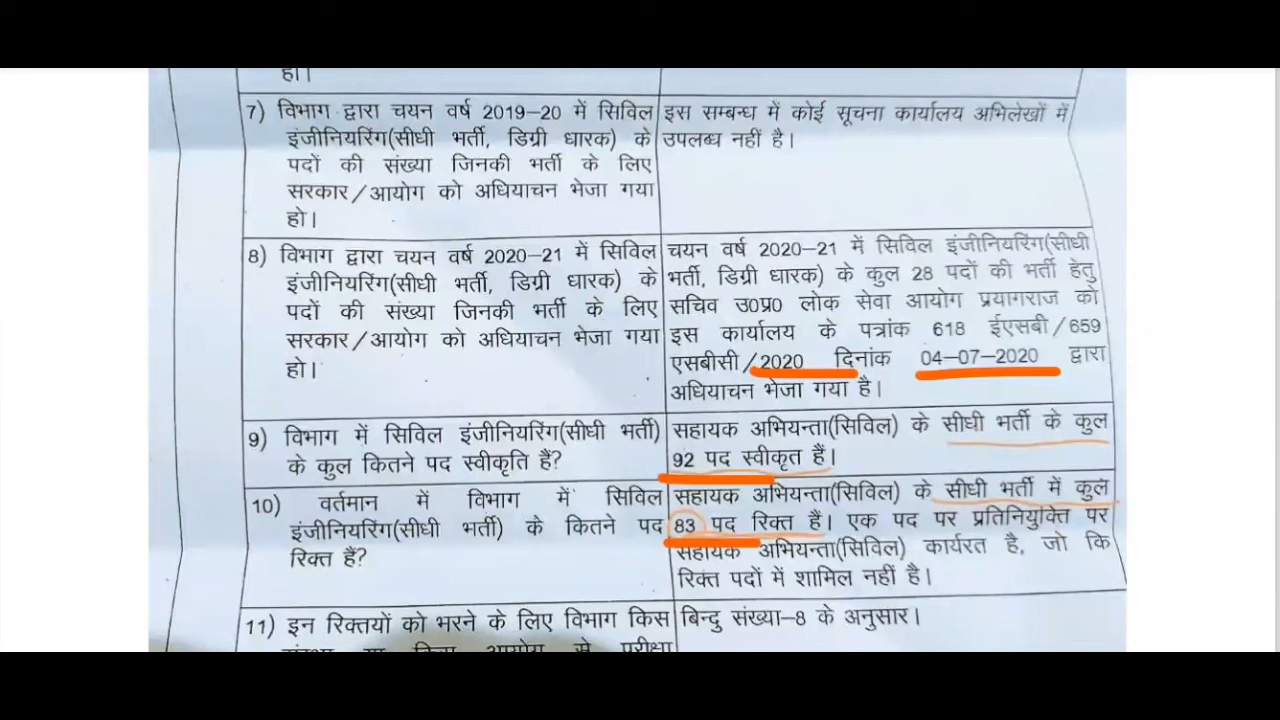 हो।
7) विभाग द्वारा चयन वर्ष 2019-20 में सिविल
इंजीनियरिंग(सीधी भर्ती, डिग्री धारक) के
पदों की संख्या जिनकी भर्ती के लिए
सरकार/आयोग को अधियाचन भेजा गया
हो।
इस सम्बन्ध में कोई सूचना कार्यालय अभिलेखों में
उपलब्ध नहीं है।
8) विभाग द्वारा चयन वर्ष 2020-21 में सिविल
इंजीनियरिंग(सीधी भर्ती, डिग्री धारक) के
पदों की संख्या जिनकी भर्ती के लिए
सरकार/आयोग को अधियाचन भेजा गया
हो।
चयन वर्ष 2020-21 में सिविल इंजीनियरिंग(सीधी
भर्ती, डिग्री धारक) के कुल 28 पदों की भर्ती हेतु
सचिव उ0प्र0 लोक सेवा आयोग प्रयागराज को
इस कार्यालय के पत्रांक 618 ईएसबी/659
एसबीसी/2020 दिनांक 04-07-2020 द्वारा
अधियाचन भेजा गया है।
9) विभाग में सिविल इंजीनियरिंग(सीधी भर्ती)
के कुल कितने पद स्वीकृति हैं?
सहायक अभियन्ता(सिविल) के सीधी भर्ती के कुल
92 पद स्वीकृत हैं।
10) वर्तमान में विभाग में सिविल
इंजीनियरिंग(सीधी भर्ती) के कितने पद
रिक्त हैं?
सहायक अभियन्ता(सिविल) के सीधी भर्ती में कुल
83 पद रिक्त हैं। एक पद पर प्रतिनियुक्ति पर
सहायक अभियन्ता(सिविल) कार्यरत है, जो कि
रिक्त पदों में शामिल नहीं है।
11) इन रिक्तयों को भरने के लिए विभाग किस
बिन्दु संख्या-8 के अनुसार।